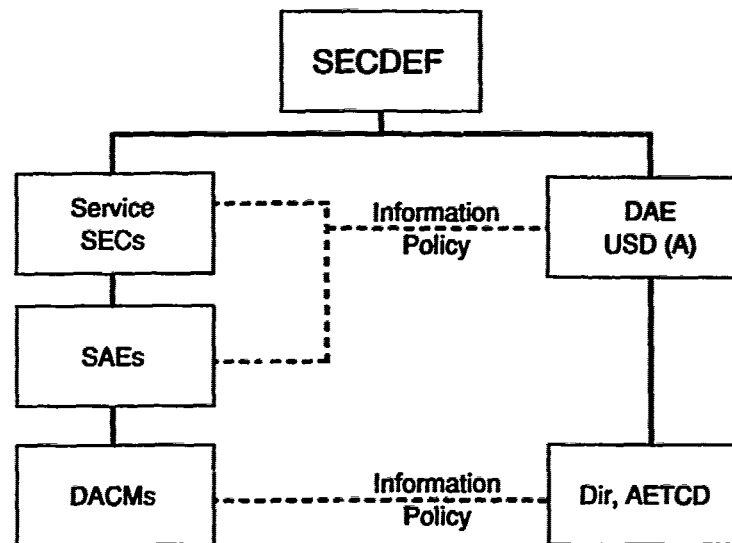 SECDEF
Service
SECs
Information
Policy
DAE
USD (A)
SAEs
DACMs
Information
Policy
Dir, AETCD